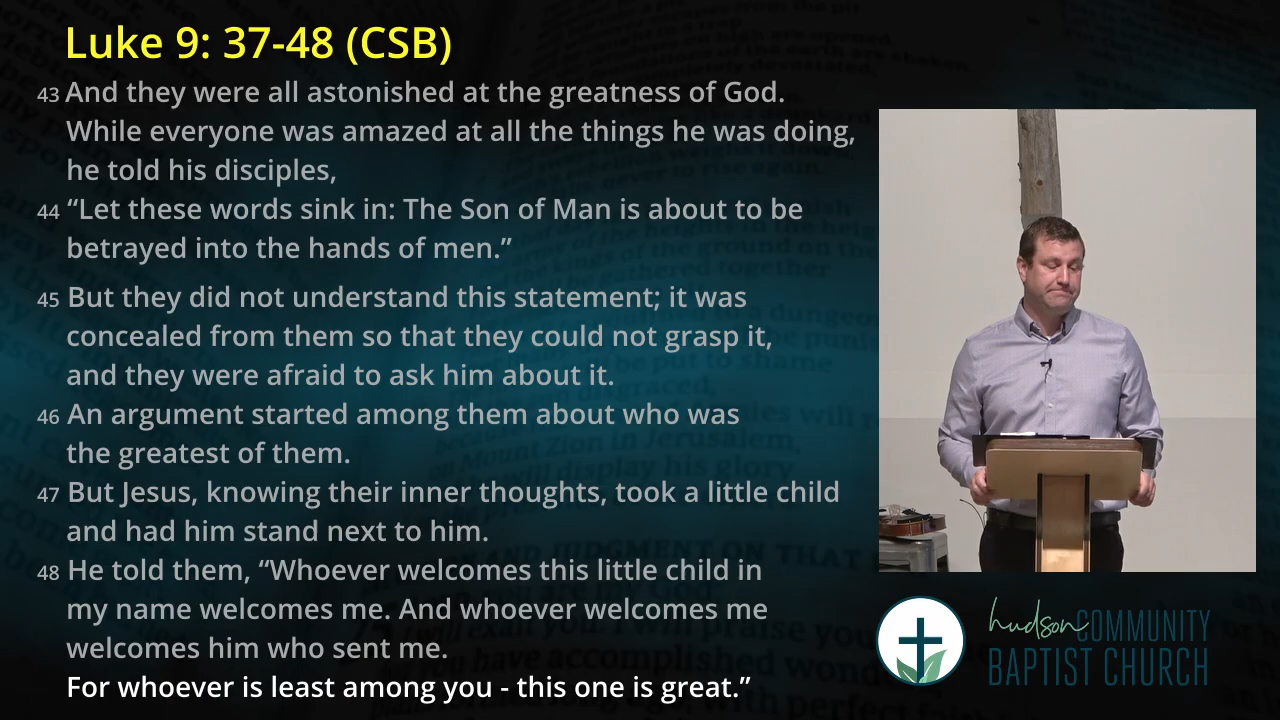 Luke 9: 37-48 (CSB)
43 And they were all astonished at the greatness of God.
While everyone was amazed at all the things he was doing,
he told his disciples,
44 “Let these words sink in: The Son of Man is about to be
betrayed into the hands of men.”
45 But they did not understand this statement; it was
concealed from them so that they could not grasp it,
and they were afraid to ask him about it.
46 An argument started among them about who was
the greatest of them.
47 But Jesus, knowing their inner thoughts, took a little child
and had him stand next to him.
48 He told them, “Whoever welcomes this little child in
my name welcomes me. And whoever welcomes me
welcomes him who sent me.
For whoever is least among you - this one is great.”
hudson COMMUNITY
BAPTIST CHURCH